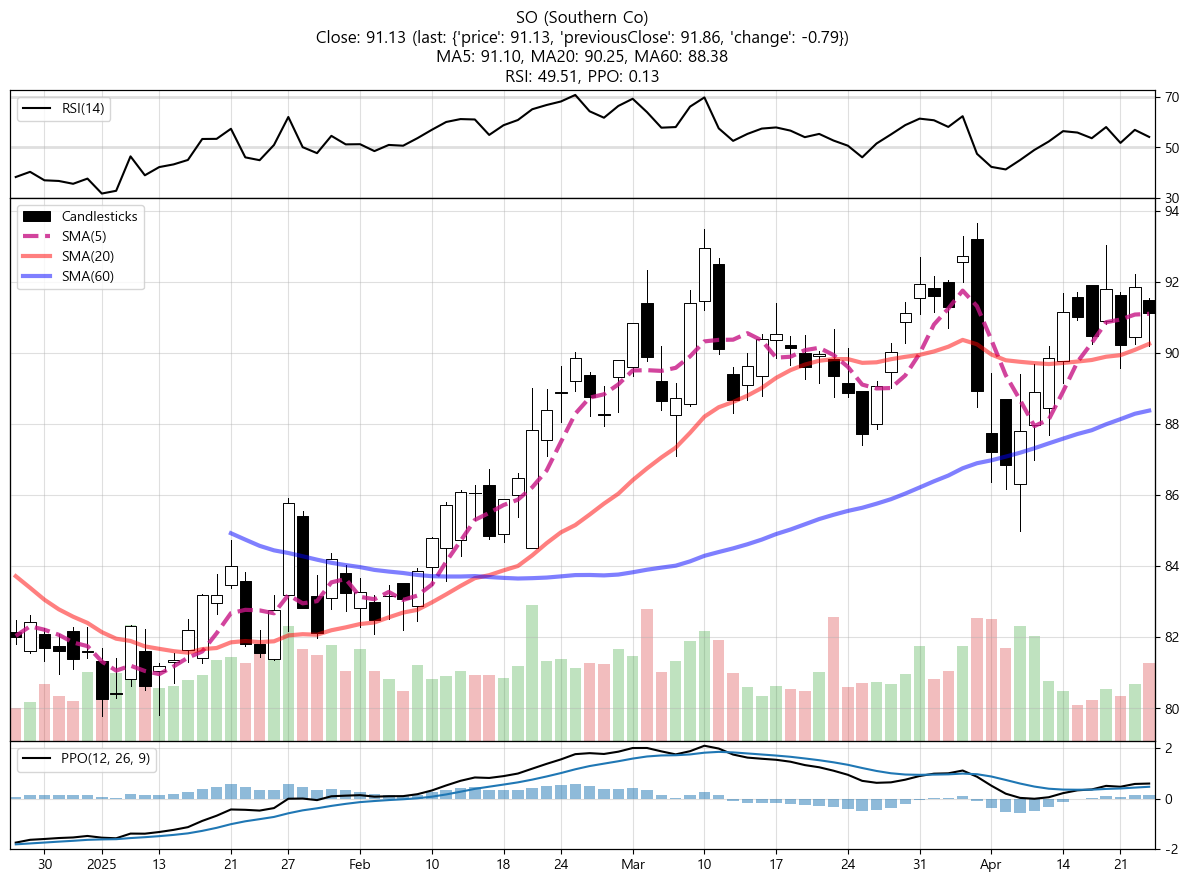 SO (Southern Co)
Close: 91.13 (last: {'price': 91.13, 'previousClose': 91.86, 'change': -0.79})
MA5: 91.10, MA20: 90.25, MA60: 88.38
RSI: 49.51, PPO: 0.13
RSI(14)
70
50
30
Candlesticks
SMA(5)
SMA(20)
SMA(60)
94
92
90
88
86
84
82
80
PPO(12, 26, 9)
2
0
-2
30 2025 13 21 27 Feb 10 18 24 Mar 10 17 24 31 Apr 14 21